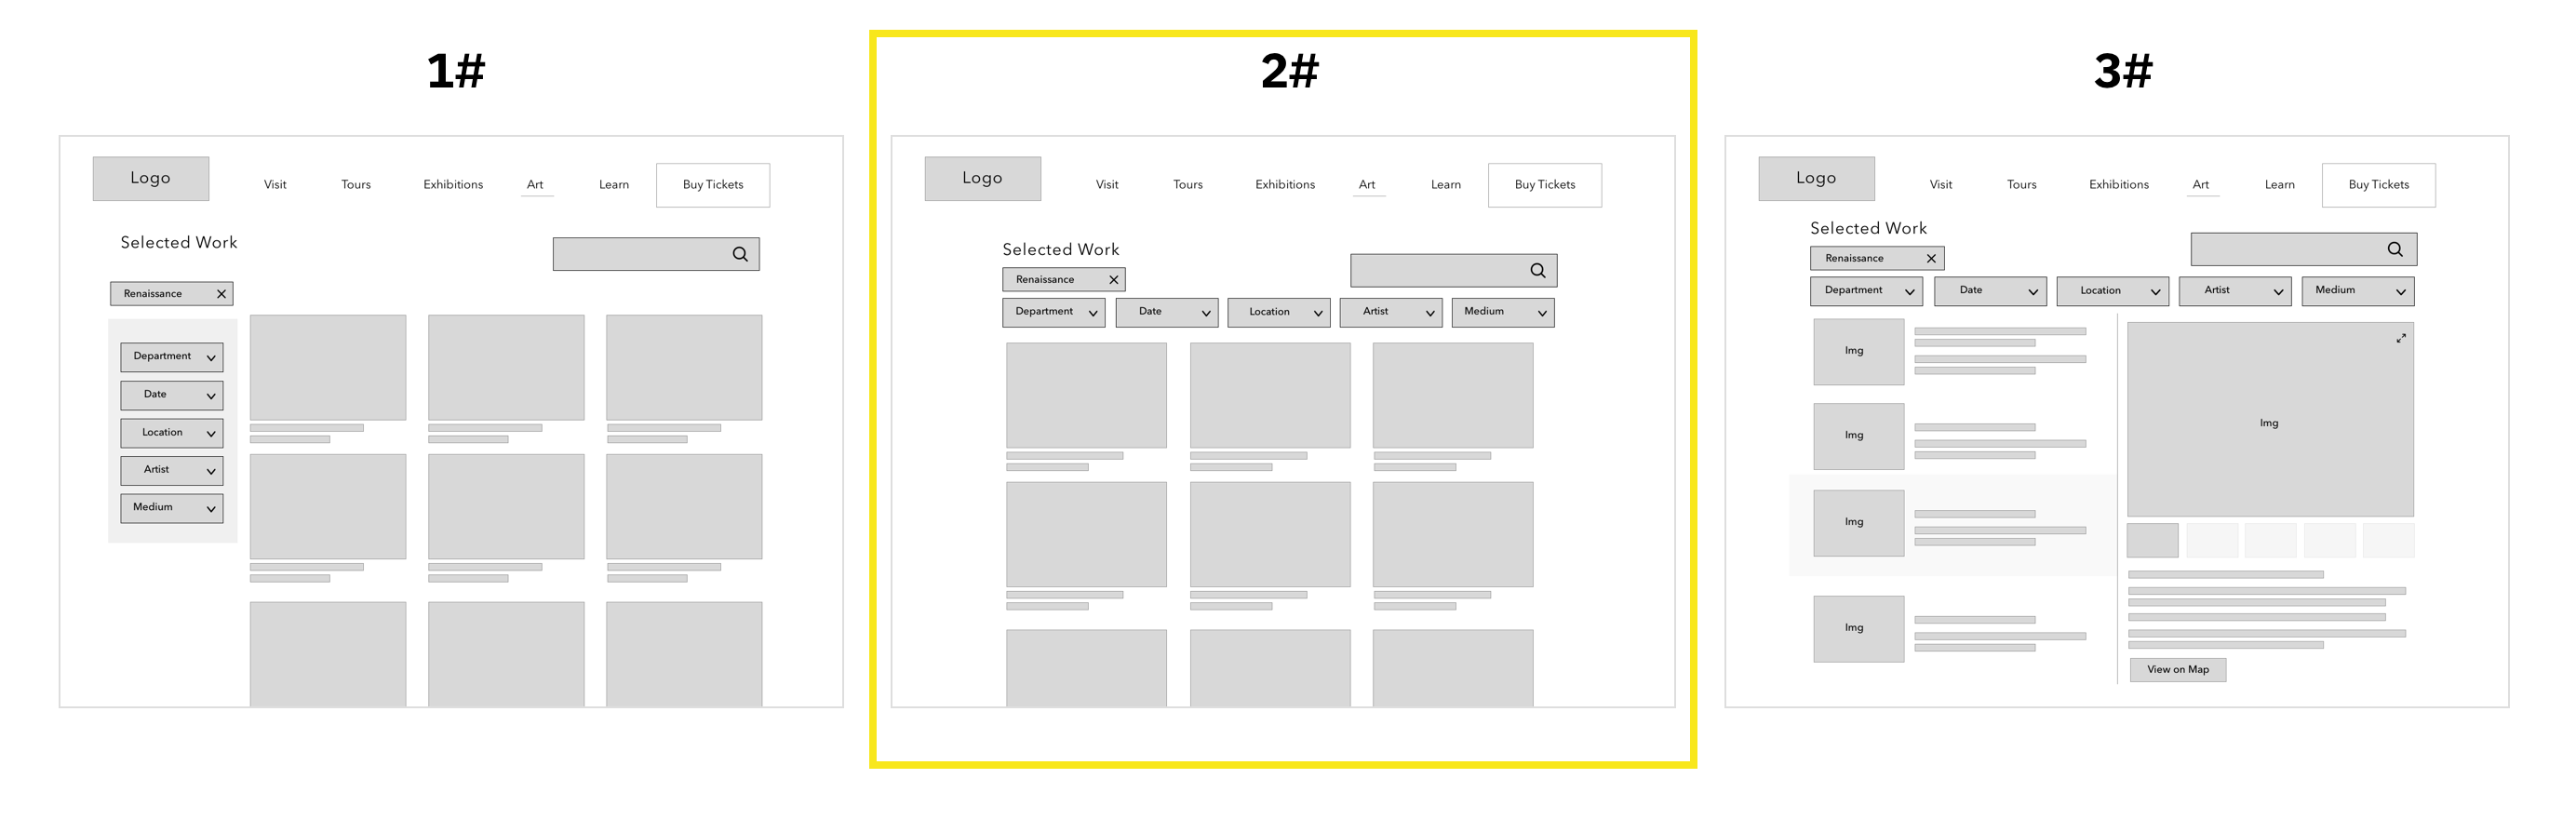 1#
Logo
Visit Tours Exhibitions Art Learn Buy Tickets
Selected Work
Renaissance
Department
Date
Location
Artist
Medium
2#
Logo
Visit Tours Exhibitions Art Learn Buy Tickets
Selected Work
Renaissance
Department Date Location Artist Medium
3#
Logo
Visit Tours Exhibitions Art Learn Buy Tickets
Selected Work
Renaissance
Department Date Location Artist Medium
Img
Img
Img
Img
Img
View on Map